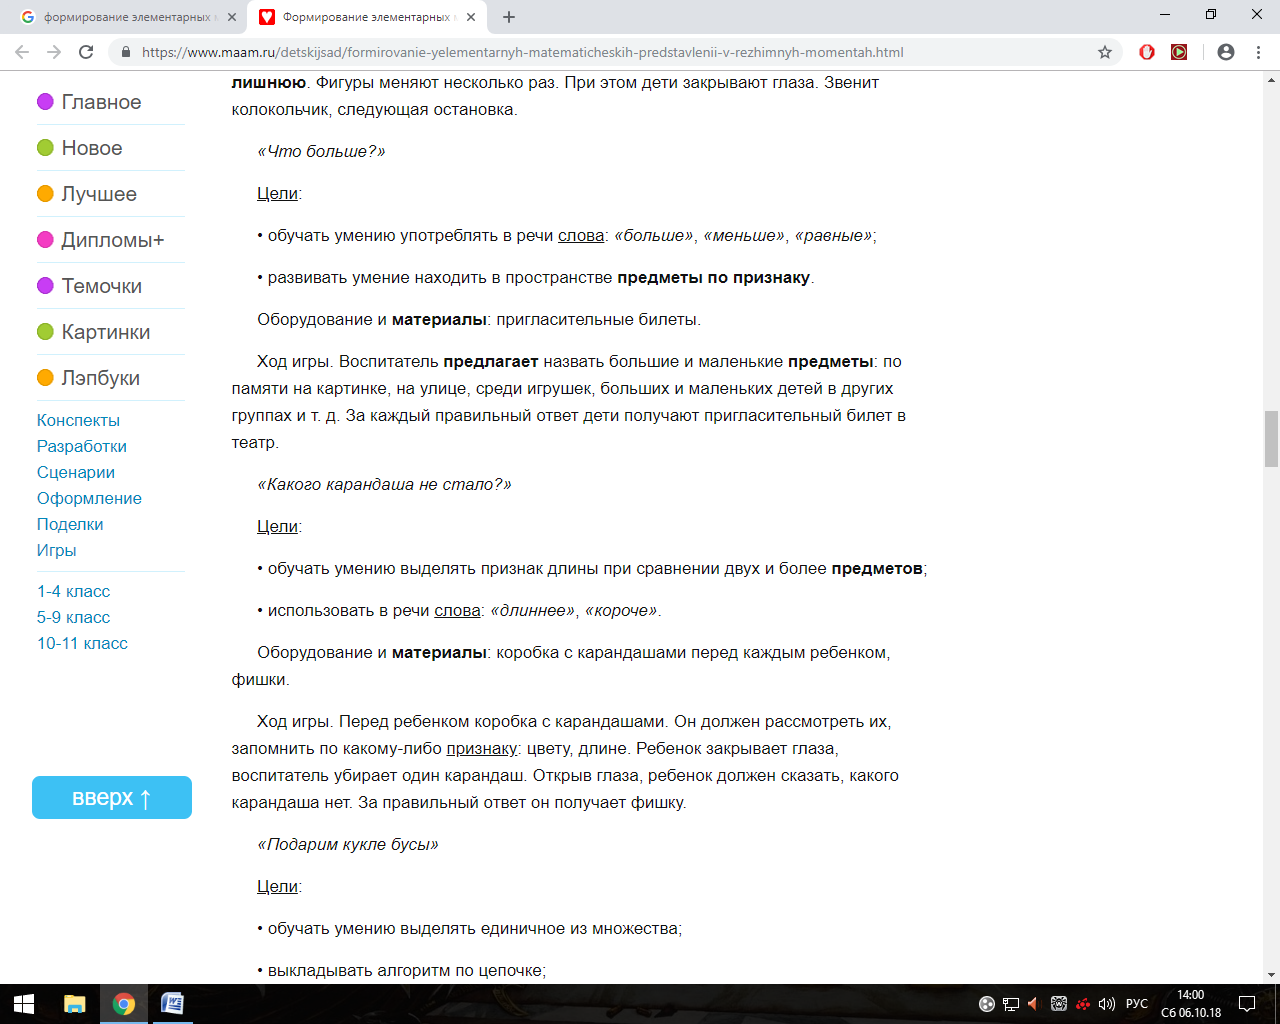 формирование элементарных м
Формирование элементарных м
https://www.maam.ru/detskijsad/formirovanie-yelementarnyh-matematicheskih-predstavlenii-v-rezhimnyh-momentah.html
Главное
Новое
Лучшее
Дипломы+
Темочки
Картинки
Лэпбуки
Конспекты
Разработки
Сценарии
Оформление
Поделки
Игры
1-4 класс
5-9 класс
10-11 класс
вверх ↑
лишнюю. Фигуры меняют несколько раз. При этом дети закрывают глаза. Звенит
колокольчик, следующая остановка.
«Что больше?»
Цели:
• обучать умению употреблять в речи слова: «больше», «меньше», «равные»;
• развивать умение находить в пространстве предметы по признаку.
Оборудование и материалы: пригласительные билеты.
Ход игры. Воспитатель предлагает назвать большие и маленькие предметы: по
памяти на картинке, на улице, среди игрушек, больших и маленьких детей в других
группах и т. д. За каждый правильный ответ дети получают пригласительный билет в
театр.
«Какого карандаша не стало?»
Цели:
• обучать умению выделять признак длины при сравнении двух и более предметов;
• использовать в речи слова: «длиннее», «короче».
Оборудование и материалы: коробка с карандашами перед каждым ребенком,
фишки.
Ход игры. Перед ребенком коробка с карандашами. Он должен рассмотреть их,
запомнить по какому-либо признаку: цвету, длине. Ребенок закрывает глаза,
воспитатель убирает один карандаш. Открыв глаза, ребенок должен сказать, какого
карандаша нет. За правильный ответ он получает фишку.
«Подарим кукле бусы»
Цели:
• обучать умению выделять единичное из множества;
• выкладывать алгоритм по цепочке;
РУС
14:00
Сб 06.10.18